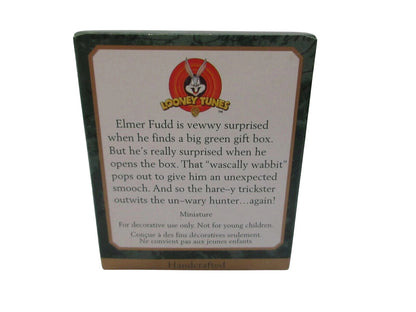 LOONEY TUNES
Elmer Fudd is vewwy surprised
when he finds a big green gift box.
But he's really surprised when he
opens the box. That “wascally wabbit”
pops out to give him an unexpected
smooch. And so the hare–y trickster
outwits the un–wary hunter...again!
Miniature
For decorative use only. Not for young children.
Conçue à des fins décoratives seulement.
Ne convient pas aux jeunes enfants.
Handcrafted